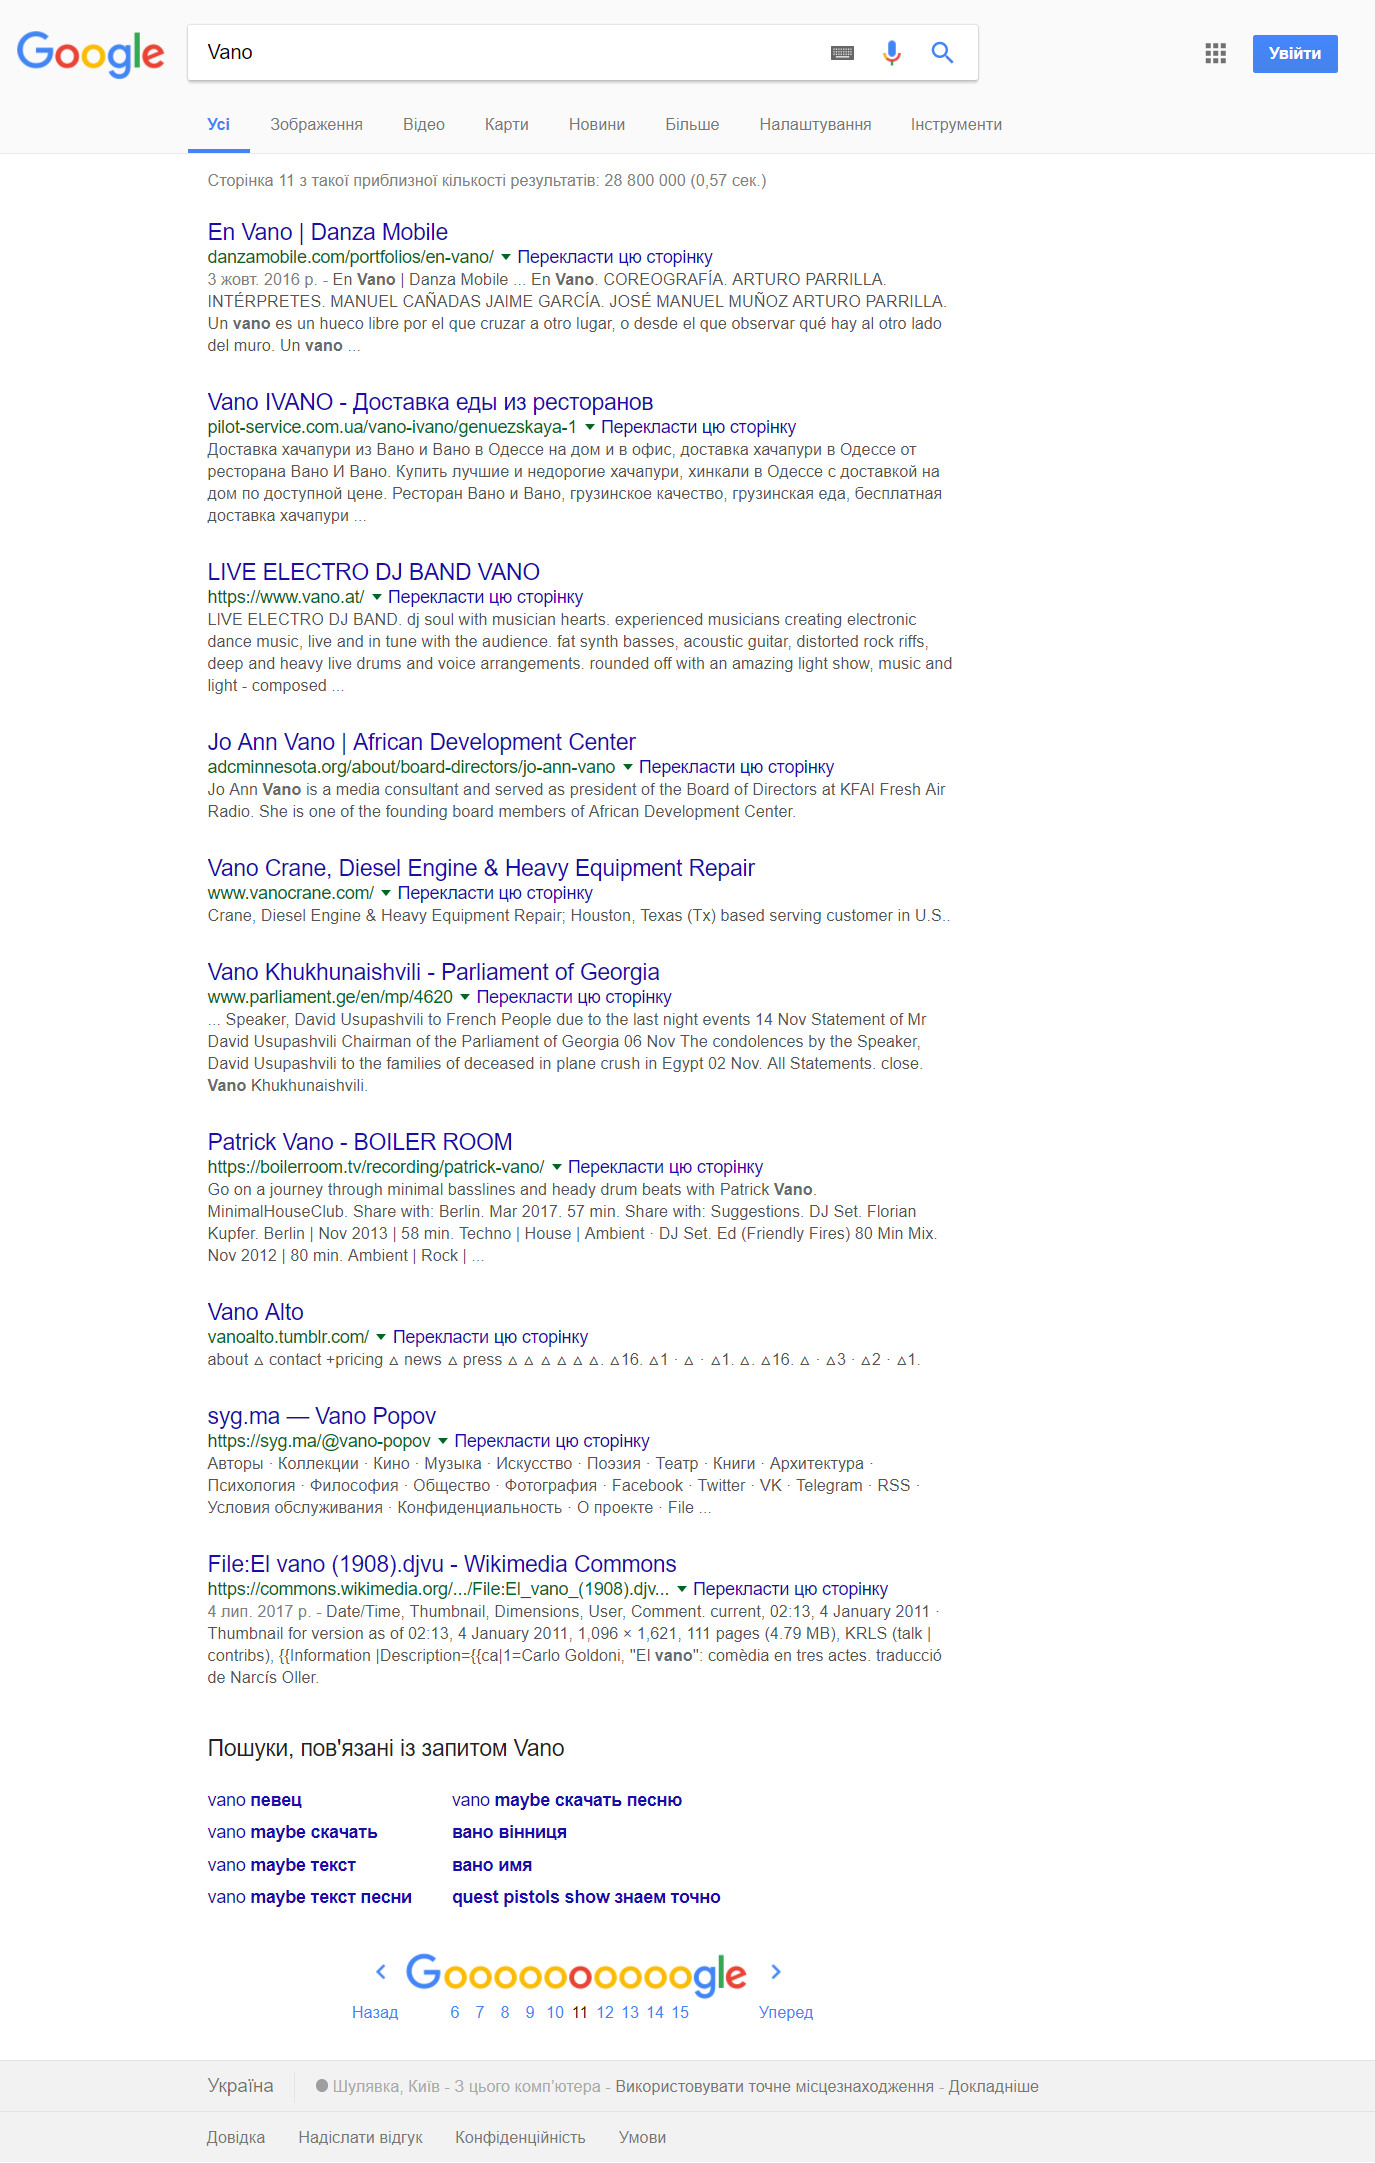 Google
Vano
Увійти
Усі Зображення Відео Карти Новини Більше Налаштування Інструменти
Сторінка 11 з такої приблизної кількості результатів: 28 800 000 (0,57 сек.)
En Vano | Danza Mobile
danzamobile.com/portfolios/en-vano/ ▼ Перекласти цю сторінку
3 жовт. 2016 р. - En Vano | Danza Mobile ... En Vano. COREOGRAFÍA. ARTURO PARRILLA.
INTÉRPRETES. MANUEL CAÑADAS JAIME GARCÍA. JOSÉ MANUEL MUÑOZ ARTURO PARRILLA.
Un vano es un hueco libre por el que cruzar a otro lugar, o desde el que observar qué hay al otro lado
del muro. Un vano ...
Vano IVANO - Доставка еды из ресторанов
pilot-service.com.ua/vano-ivano/genuezskaya-1 ▼ Перекласти цю сторінку
Доставка хачапури из Вано и Вано в Одессе на дом и в офис, доставка хачапури в Одессе от
ресторана Вано И Вано. Купить лучшие и недорогие хачапури, хинкали в Одессе с доставкой на
дом по доступной цене. Ресторан Вано и Вано, грузинское качество, грузинская еда, бесплатная
доставка хачапури ...
LIVE ELECTRO DJ BAND VANO
https://www.vano.at/ ▼ Перекласти цю сторінку
LIVE ELECTRO DJ BAND. dj soul with musician hearts. experienced musicians creating electronic
dance music, live and in tune with the audience. fat synth basses, acoustic guitar, distorted rock riffs,
deep and heavy live drums and voice arrangements. rounded off with an amazing light show, music and
light - composed ...
Jo Ann Vano | African Development Center
adcminnesota.org/about/board-directors/jo-ann-vano ▼ Перекласти цю сторінку
Jo Ann Vano is a media consultant and served as president of the Board of Directors at KFAI Fresh Air
Radio. She is one of the founding board members of African Development Center.
Vano Crane, Diesel Engine & Heavy Equipment Repair
www.vanocrane.com/ ▼ Перекласти цю сторінку
Crane, Diesel Engine & Heavy Equipment Repair; Houston, Texas (Tx) based serving customer in U.S..
Vano Khukhunaishvili - Parliament of Georgia
www.parliament.ge/en/mp/4620 ▼ Перекласти цю сторінку
... Speaker, David Usupashvili to French People due to the last night events 14 Nov Statement of Mr
David Usupashvili Chairman of the Parliament of Georgia 06 Nov The condolences by the Speaker,
David Usupashvili to the families of deceased in plane crush in Egypt 02 Nov. All Statements. close.
Vano Khukhunaishvili.
Patrick Vano - BOILER ROOM
https://boilerroom.tv/recording/patrick-vano/ ▼ Перекласти цю сторінку
Go on a journey through minimal basslines and heady drum beats with Patrick Vano.
MinimalHouseClub. Share with: Berlin. Mar 2017. 57 min. Share with: Suggestions. DJ Set. Florian
Kupfer. Berlin | Nov 2013 | 58 min. Techno | House | Ambient · DJ Set. Ed (Friendly Fires) 80 Min Mix.
Nov 2012 | 80 min. Ambient | Rock | ...
Vano Alto
vanoalto.tumblr.com/ ▼ Перекласти цю сторінку
about ▵ contact +pricing ▵ news ▵ press ▵ ▵ ▵ ▵ ▵ ▵. ▵16. ▵1 · ▵ · ▵1. ▵. ▵16. ▵ · ▵3 · ▵2 · ▵1.
syg.ma — Vano Popov
https://syg.ma/@vano-popov ▼ Перекласти цю сторінку
Авторы · Коллекции · Кино · Музыка · Искусство · Поэзия · Театр · Книги · Архитектура ·
Психология · Философия · Общество · Фотография · Facebook · Twitter · VK · Telegram · RSS ·
Условия обслуживания · Конфиденциальность · О проекте · File ...
File:El vano (1908).djvu - Wikimedia Commons
https://commons.wikimedia.org/.../File:El_vano_(1908).djv... ▼ Перекласти цю сторінку
4 лип. 2017 р. - Date/Time, Thumbnail, Dimensions, User, Comment. current, 02:13, 4 January 2011 ·
Thumbnail for version as of 02:13, 4 January 2011, 1,096 × 1,621, 111 pages (4.79 MB), KRLS (talk |
contribs), {{Information |Description={{ca|1=Carlo Goldoni, "El vano": comèdia en tres actes. traducció
de Narcís Oller.
Пошуки, пов'язані із запитом Vano
vano певец vano maybe скачать песню
vano maybe скачать вано вінниця
vano maybe текст вано имя
vano maybe текст песни quest pistols show знаем точно
Goooooooooogle
Назад 6 7 8 9 10 11 12 13 14 15 Уперед
Україна Шулявка, Київ - З цього комп'ютера - Використовувати точне місцезнаходження - Докладніше
Довідка Надіслати відгук Конфіденційність Умови